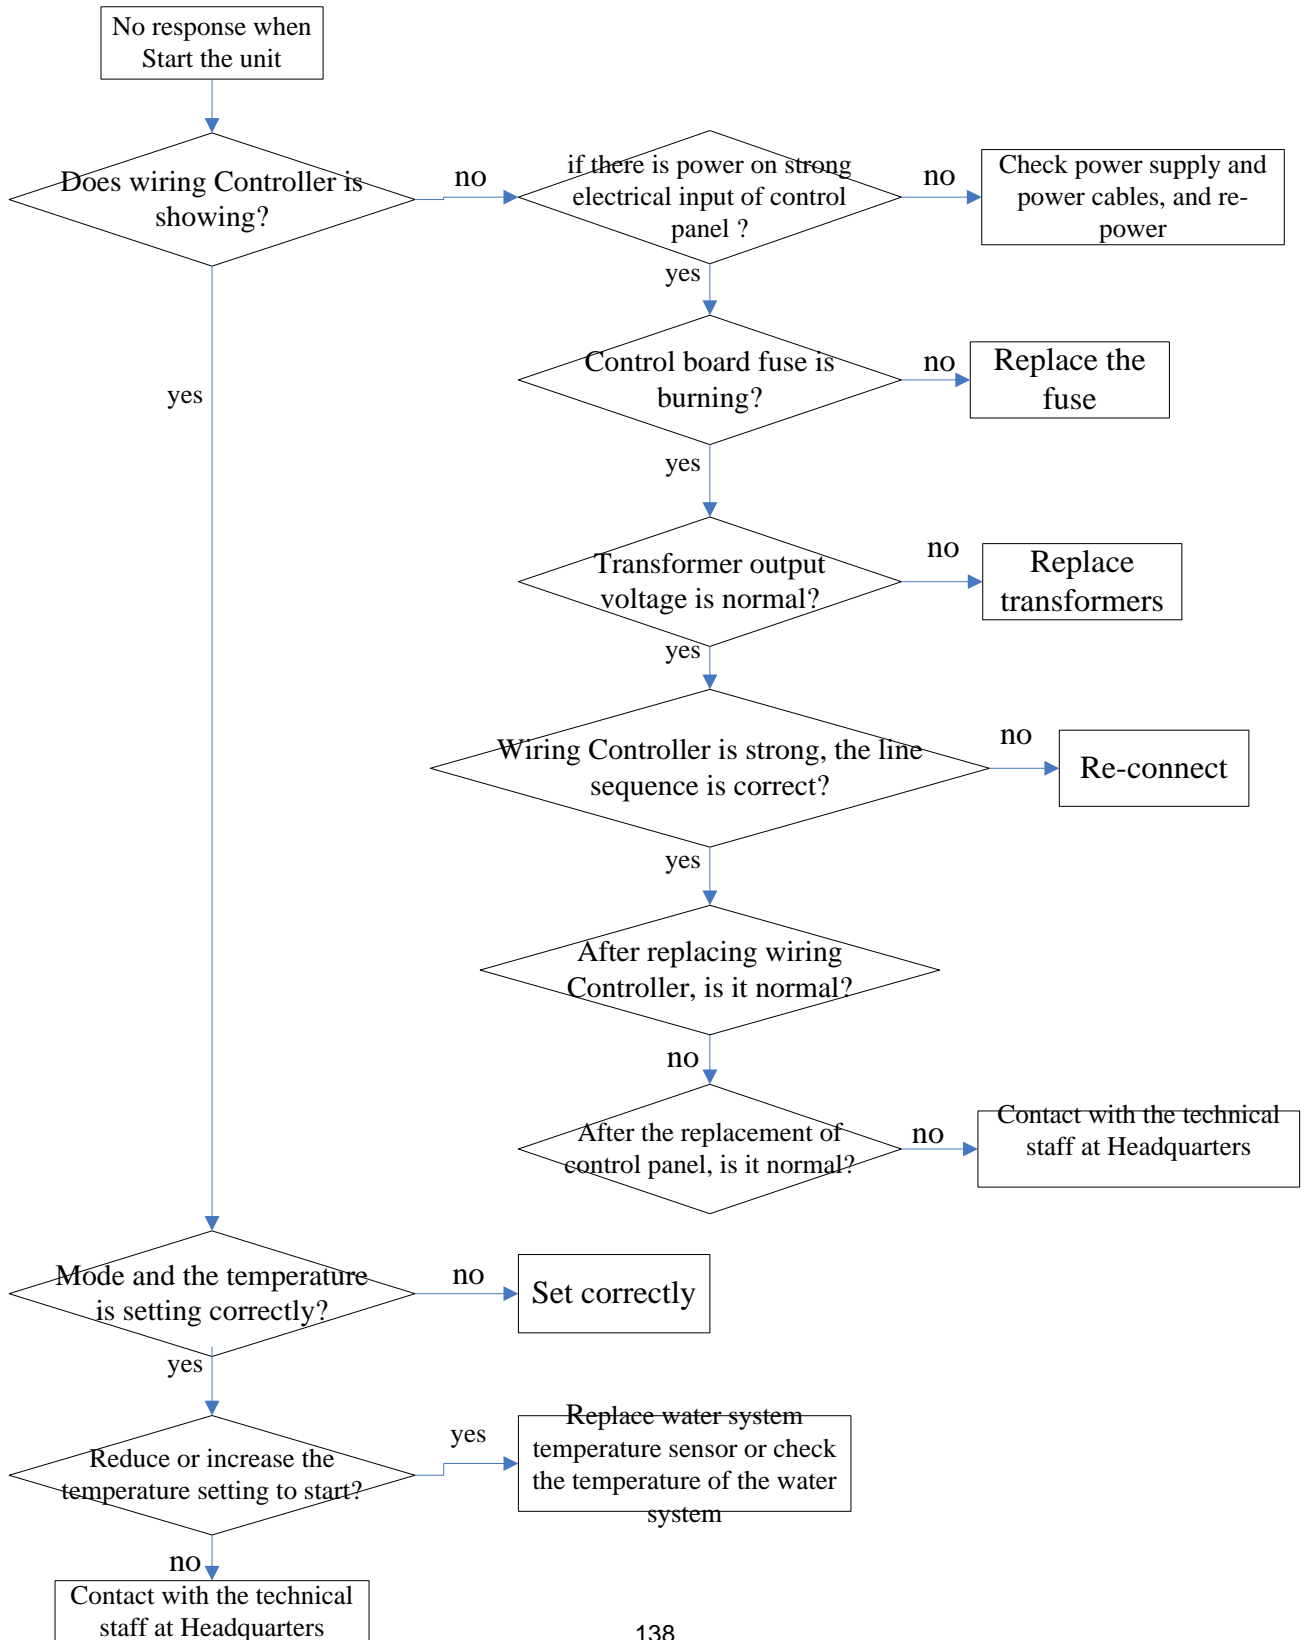 No response when
Start the unit
Does wiring Controller is
showing?
no
if there is power on strong
electrical input of control
panel ?
no
Check power supply and
power cables, and re-
power
yes
Control board fuse is
burning?
no
Replace the
fuse
yes
yes
Transformer output
voltage is normal?
no
Replace
transformers
yes
Wiring Controller is strong, the line
sequence is correct?
no
Re-connect
yes
After replacing wiring
Controller, is it normal?
no
After the replacement of
control panel, is it normal?
no
Contact with the technical
staff at Headquarters
Mode and the temperature
is setting correctly?
no
Set correctly
yes
Reduce or increase the
temperature setting to start?
yes
Replace water system
temperature sensor or check
the temperature of the water
system
no
Contact with the technical
staff at Headquarters
138